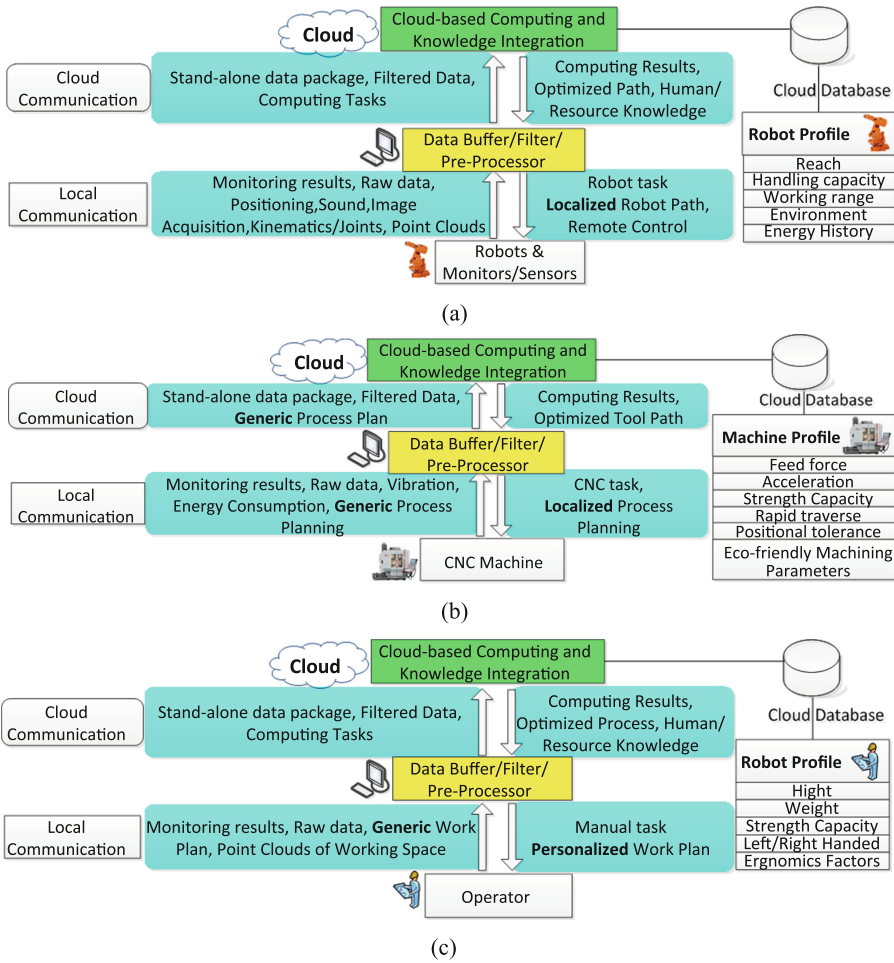 Cloud
Cloud-based Computing and
Knowledge Integration
Cloud
Communication
Stand-alone data package, Filtered Data,
Computing Tasks
Computing Results,
Optimized Path, Human/
Resource Knowledge
Cloud Database
Data Buffer/Filter/
Pre-Processor
Robot Profile
Reach
Handling capacity
Working range
Environment
Energy History
Local
Communication
Monitoring results, Raw data,
Positioning,Sound,Image
Acquisition,Kinematics/Joints, Point Clouds
Robot task
Localized Robot Path,
Remote Control
Robots &
Monitors/Sensors
(a)
Cloud
Cloud-based Computing and
Knowledge Integration
Cloud
Communication
Stand-alone data package, Filtered Data,
Generic Process Plan
Computing Results,
Optimized Tool Path
Cloud Database
Data Buffer/Filter/
Pre-Processor
Machine Profile
Feed force
Acceleration
Strength Capacity
Rapid traverse
Positional tolerance
Eco-friendly Machining
Parameters
Local
Communication
Monitoring results, Raw data, Vibration,
Energy Consumption, Generic Process
Planning
CNC task,
Localized Process
Planning
CNC Machine
(b)
Cloud
Cloud-based Computing and
Knowledge Integration
Cloud
Communication
Stand-alone data package, Filtered Data,
Computing Tasks
Computing Results,
Optimized Process, Human/
Resource Knowledge
Cloud Database
Data Buffer/Filter/
Pre-Processor
Robot Profile
Hight
Weight
Strength Capacity
Left/Right Handed
Ergnomics Factors
Local
Communication
Monitoring results, Raw data, Generic Work
Plan, Point Clouds of Working Space
Manual task
Personalized Work Plan
Operator
(c)